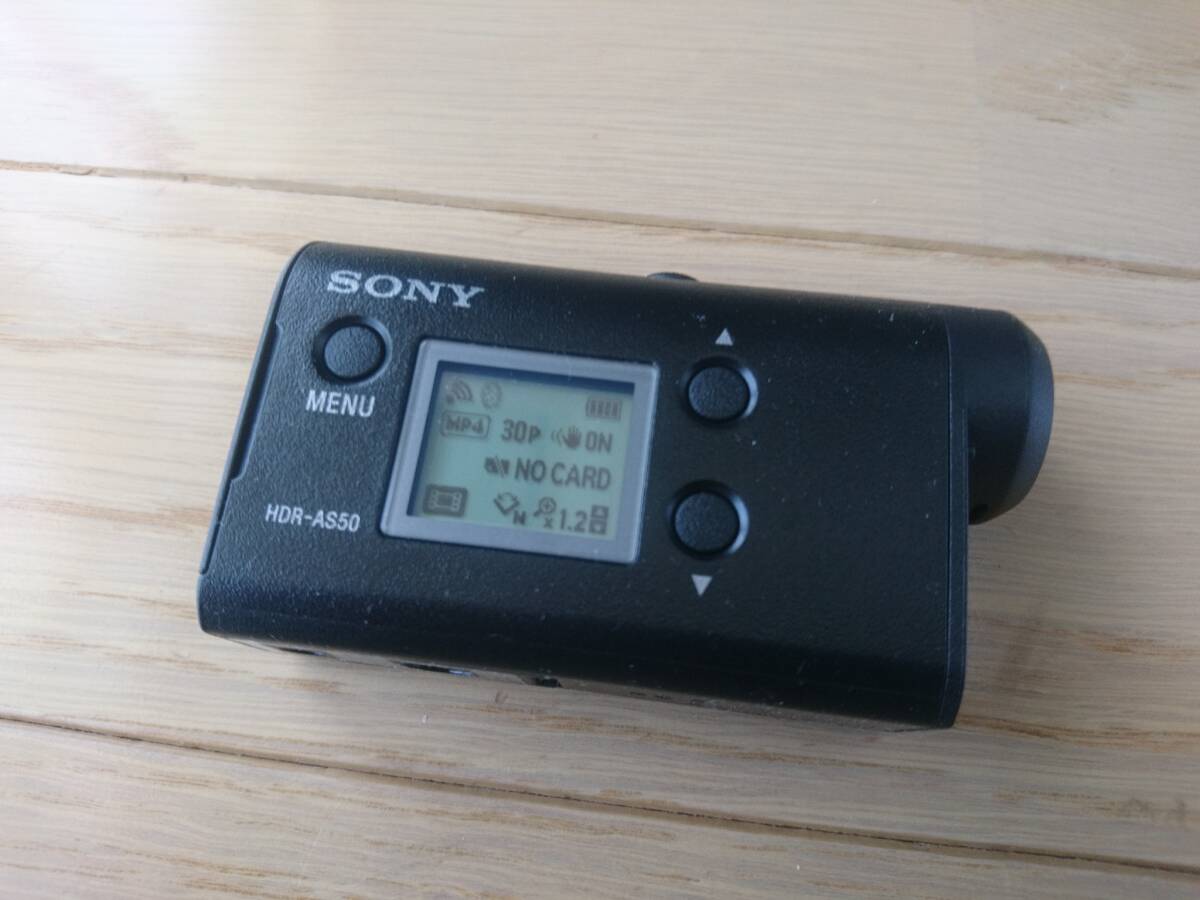 SONY
MENU
MP4 30P ON
NO CARD
N x1.2
HDR-AS50